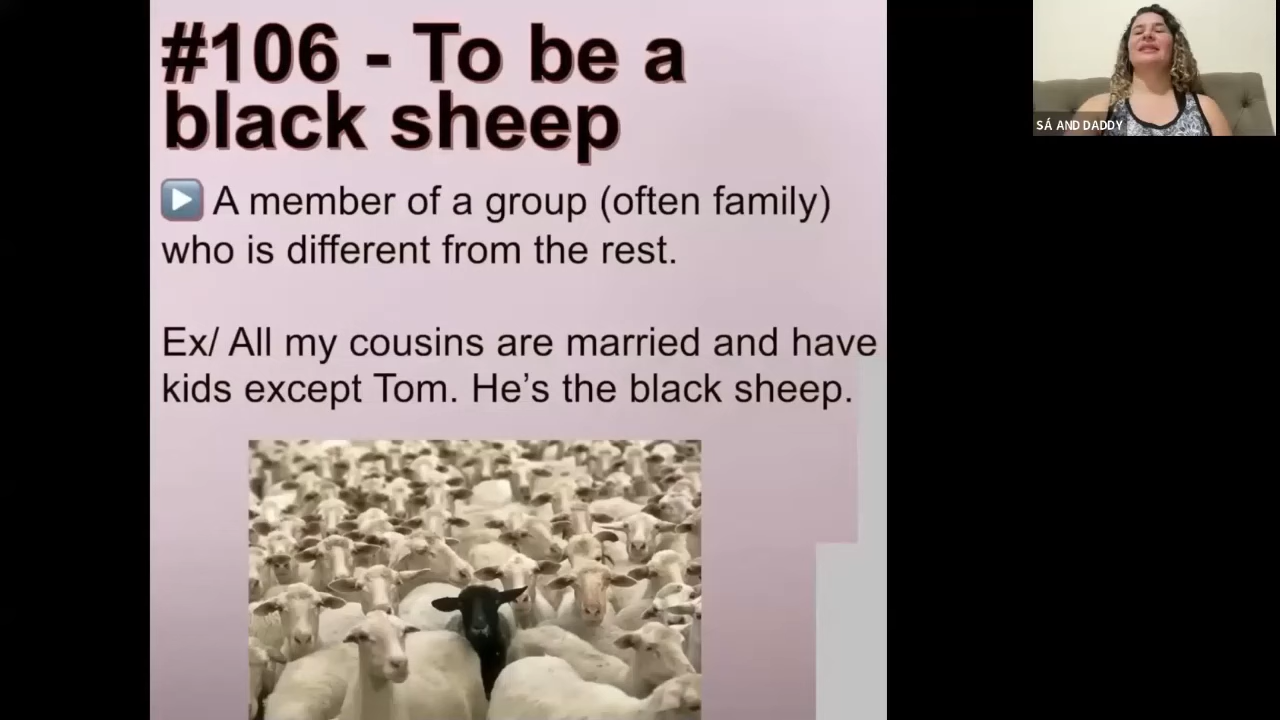 #106 - To be a
black sheep
▶️ A member of a group (often family)
who is different from the rest.
Ex/ All my cousins are married and have
kids except Tom. He’s the black sheep.
SÁ AND DADDY